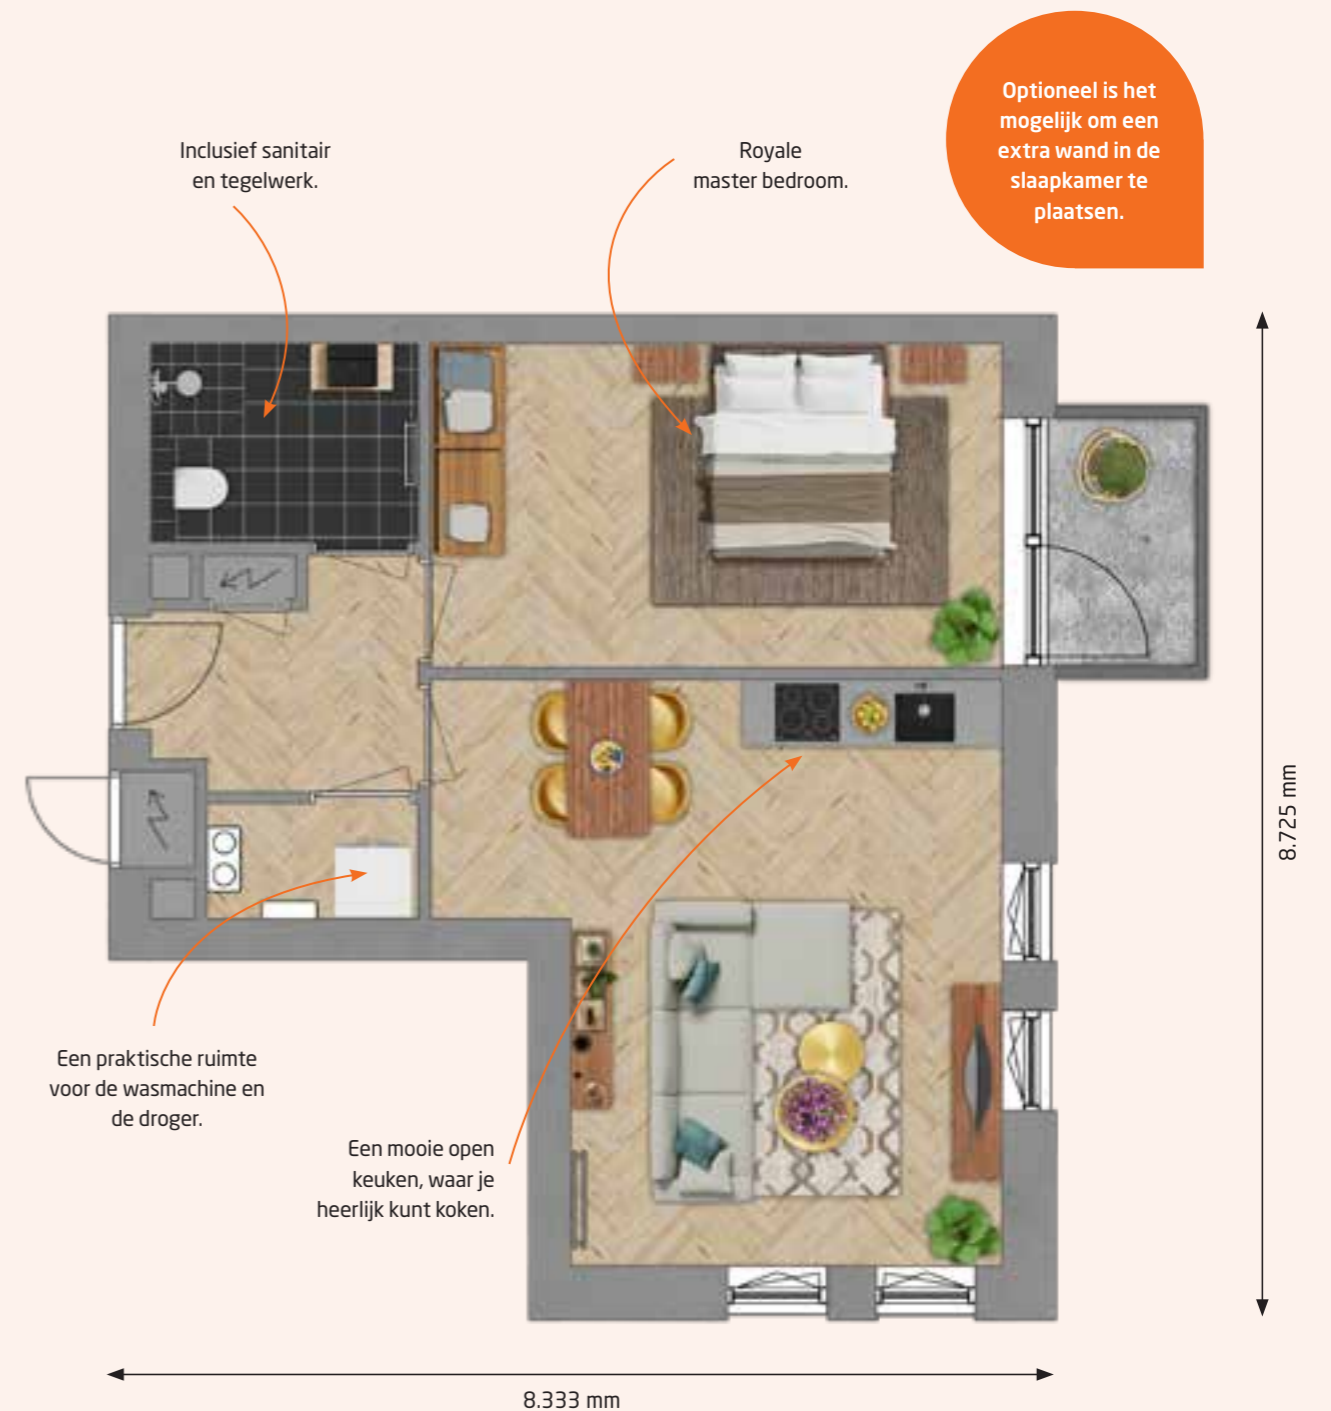 Optioneel is het
mogelijk om een
extra wand in de
slaapkamer te
plaatsen.
Inclusief sanitair
en tegelwerk.
Royale
master bedroom.
8.725 mm
Een praktische ruimte
voor de wasmachine en
de droger.
Een mooie open
keuken, waar je
heerlijk kunt koken.
8.333 mm